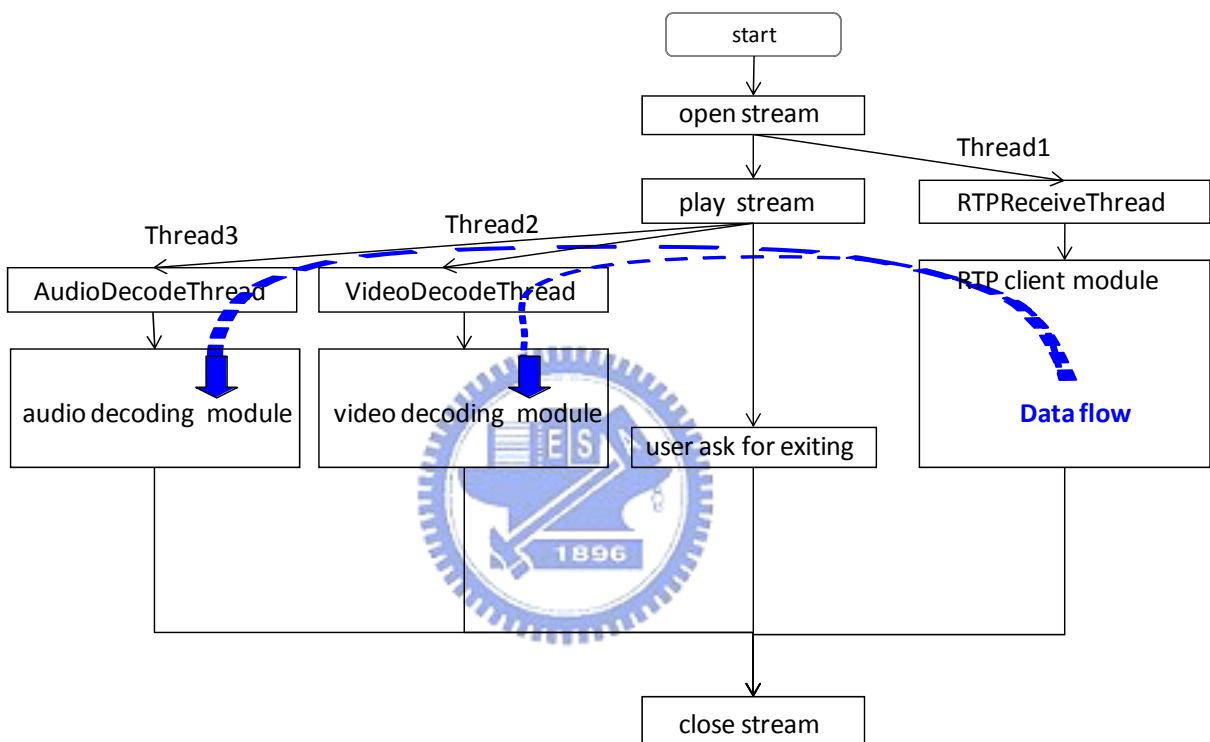 start
open stream
Thread1
play stream
RTPReceiveThread
Thread2
Thread3
AudioDecodeThread
VideoDecodeThread
RTP client module
audio decoding module
video decoding module
Data flow
user ask for exiting
E S
1896
close stream